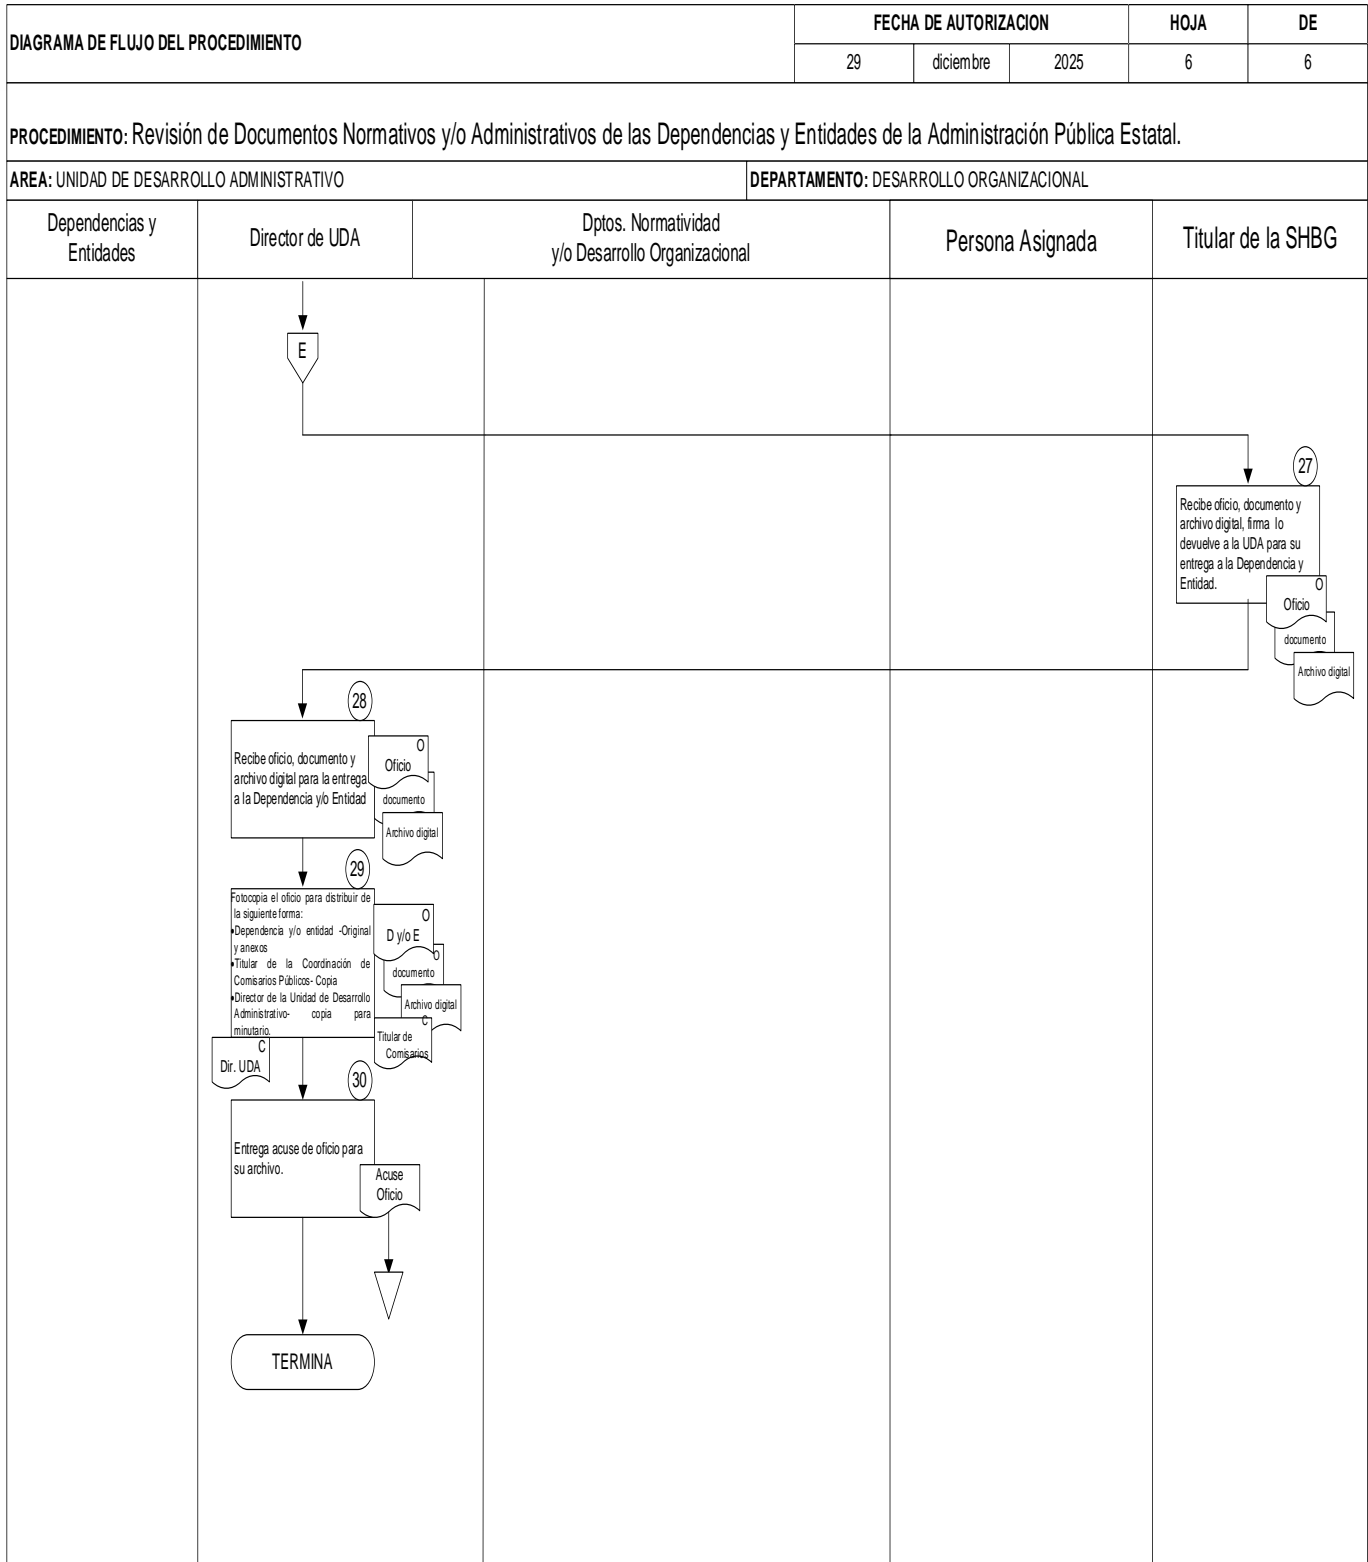 DIAGRAMA DE FLUJO DEL PROCEDIMIENTO
FECHA DE AUTORIZACION
HOJA
DE
29
diciembre
2025
6
6
PROCEDIMIENTO: Revisión de Documentos Normativos y/o Administrativos de las Dependencias y Entidades de la Administración Pública Estatal.
AREA: UNIDAD DE DESARROLLO ADMINISTRATIVO
DEPARTAMENTO: DESARROLLO ORGANIZACIONAL
Dependencias y
Entidades
Director de UDA
Dptos. Normatividad
y/o Desarrollo Organizacional
Persona Asignada
Titular de la SHBG
E
27
Recibe oficio, documento y
archivo digital, firma lo
devuelve a la UDA para su
entrega a la Dependencia y
Entidad.
O
Oficio
documento
Archivo digital
28
Recibe oficio, documento y
archivo digital para la entrega
a la Dependencia y/o Entidad
O
Oficio
documento
Archivo digital
29
Fotocopia el oficio para distribuir de
la siguiente forma:
•Dependencia y/o entidad -Original
y anexos
•Titular de la Coordinación de
Comisarios Públicos- Copia
•Director de la Unidad de Desarrollo
Administrativo- copia para
minutario.
O
D y/o E
O
documento
Archivo digital
C
Titular de
Comisarios
C
Dir. UDA
30
Entrega acuse de oficio para
su archivo.
Acuse
Oficio
TERMINA